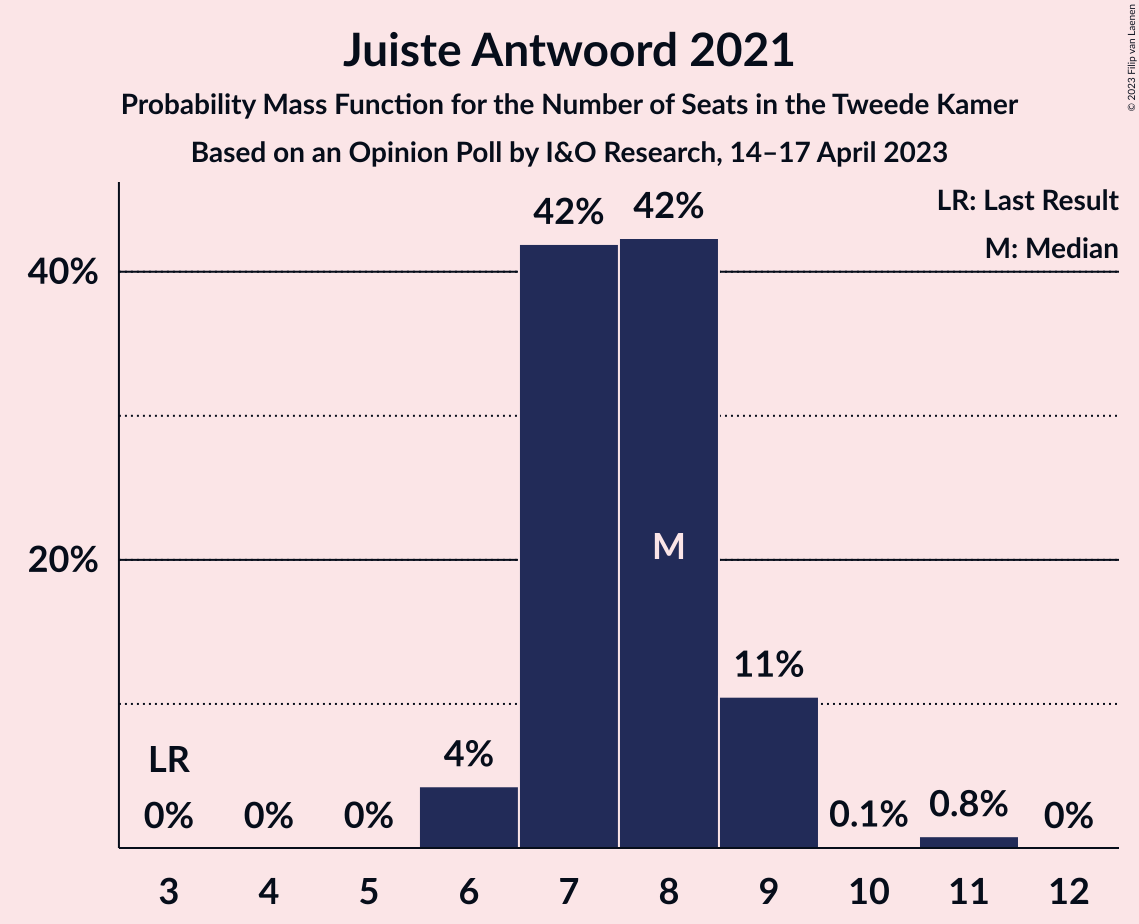 Juiste Antwoord 2021
Probability Mass Function for the Number of Seats in the Tweede Kamer
Based on an Opinion Poll by I&O Research, 14–17 April 2023
© 2023 Filip van Laenen
LR: Last Result
M: Median
42%
42%
40%
M
20%
11%
4%
LR
0%
0%
0%
0.1%
0.8%
0%
3
4
5
6
7
8
9
10
11
12